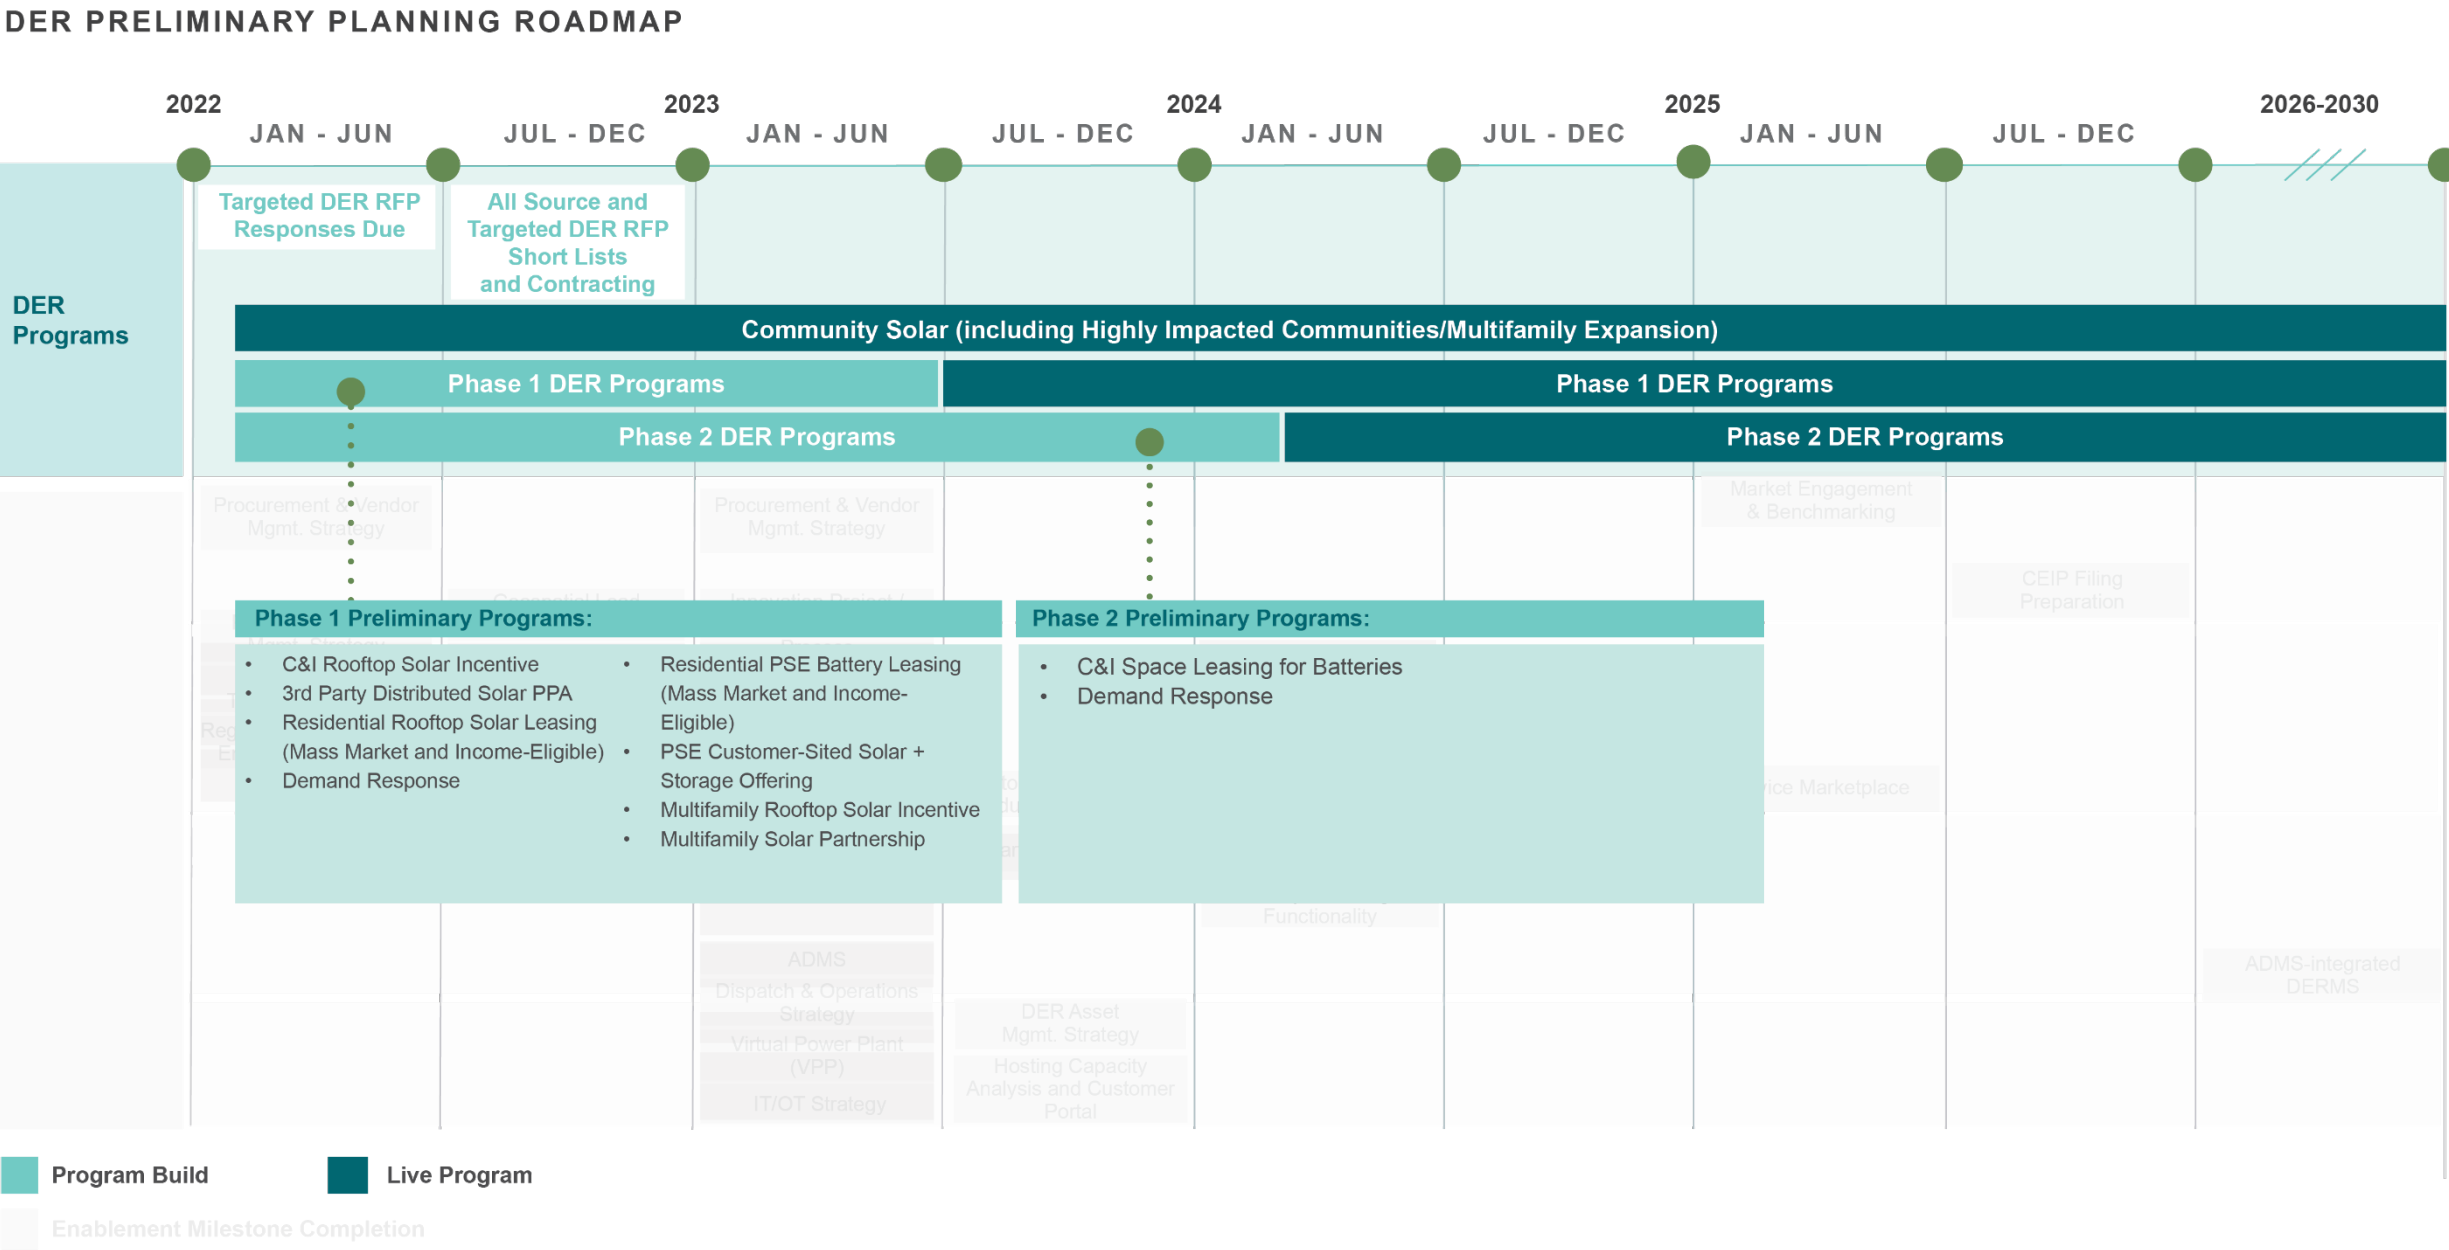 DER PRELIMINARY PLANNING ROADMAP
2022
2023
2024
2025
2026-2030
JAN - JUN
JUL - DEC
JAN - JUN
JUL - DEC
JAN - JUN
JUL - DEC
JAN - JUN
JUL - DEC
Targeted DER RFP
Responses Due
All Source and
Targeted DER RFP
Short Lists
and Contracting
DER
Programs
Community Solar (including Highly Impacted Communities/Multifamily Expansion)
Phase 1 DER Programs
Phase 1 DER Programs
Phase 2 DER Programs
Phase 2 DER Programs
Procurement & Vendor
Mgmt. Strategy
Procurement & Vendor
Mgmt. Strategy
Market Engagement
& Benchmarking
CEIP Filing
Preparation
Phase 1 Preliminary Programs:
• C&I Rooftop Solar Incentive
• 3rd Party Distributed Solar PPA
• Residential Rooftop Solar Leasing
(Mass Market and Income-Eligible)
• Demand Response
• Residential PSE Battery Leasing
(Mass Market and Income-
Eligible)
• PSE Customer-Sited Solar +
Storage Offering
• Multifamily Rooftop Solar Incentive
• Multifamily Solar Partnership
Phase 2 Preliminary Programs:
• C&I Space Leasing for Batteries
• Demand Response
Marketplace
Functionality
ADMS
Dispatch & Operations
Strategy
Virtual Power Plant
(VPP)
IT/OT Strategy
DER Asset
Mgmt. Strategy
Hosting Capacity
Analysis and Customer
Portal
ADMS-integrated
DERMS
Program Build
Live Program
Enablement Milestone Completion